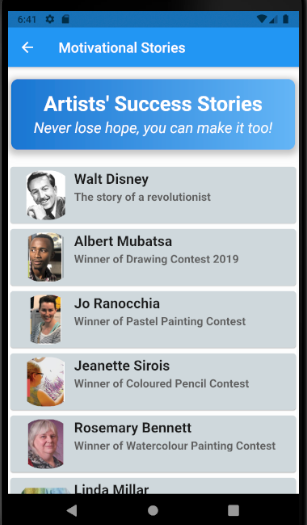 6:41
Motivational Stories
Artists' Success Stories
Never lose hope, you can make it too!
Walt Disney
The story of a revolutionist
Albert Mubatsa
Winner of Drawing Contest 2019
Jo Ranocchia
Winner of Pastel Painting Contest
Jeanette Sirois
Winner of Coloured Pencil Contest
Rosemary Bennett
Winner of Watercolour Painting Contest
Linda Millar